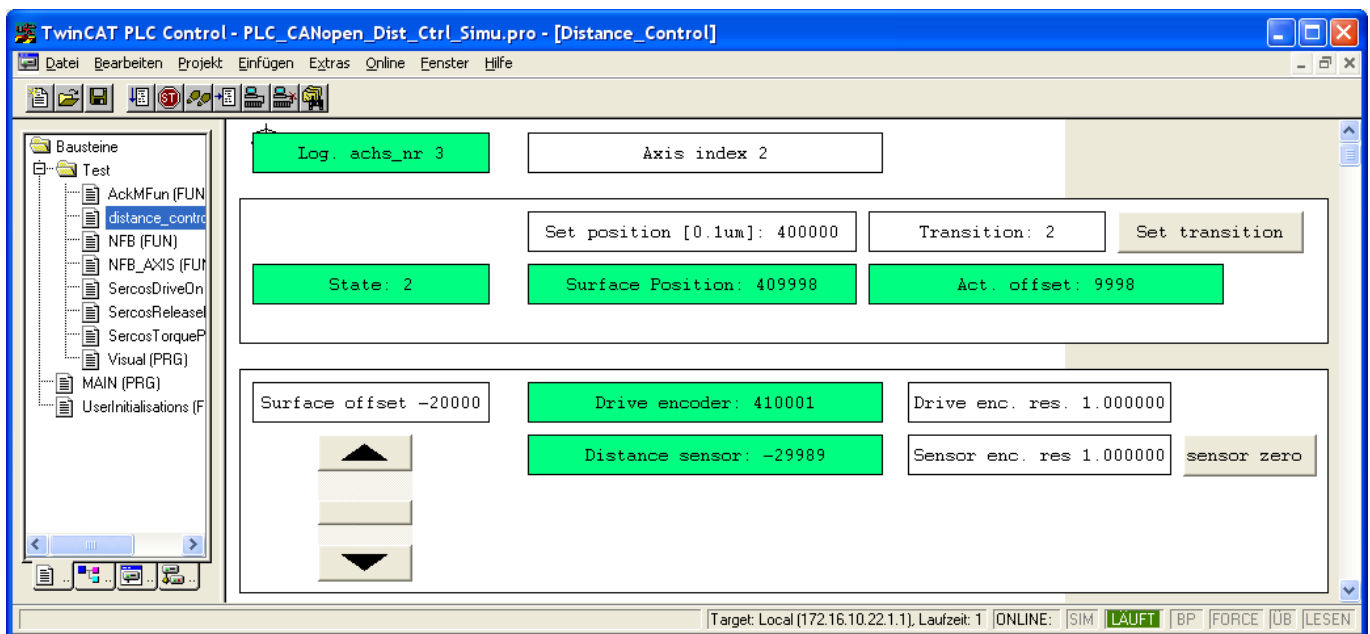 TwinCAT PLC Control - PLC_CANopen_Dist_Ctrl_Simu.pro - [Distance_Control]
Datei Bearbeiten Projekt Einfügen Extras Online Fenster Hilfe
ST
Bausteine
Test
AckMFun (FUN
distance_contro
NFB (FUN)
NFB_AXIS (FUN
SercosDriveOn
SercosReleasel
SercosTorqueP
Visual (PRG)
MAIN (PRG)
UserInitialisations (F
Log. achs_nr 3
Axis index 2
Set position [0.1um]: 400000
Transition: 2
Set transition
State: 2
Surface Position: 409998
Act. offset: 9998
Surface offset -20000
Drive encoder: 410001
Drive enc. res. 1.000000
Distance sensor: -29989
Sensor enc. res 1.000000
sensor zero
Target: Local (172.16.10.22.1.1), Laufzeit: 1 ONLINE: SIM LÄUFT BP FORCE ÜB LESEN